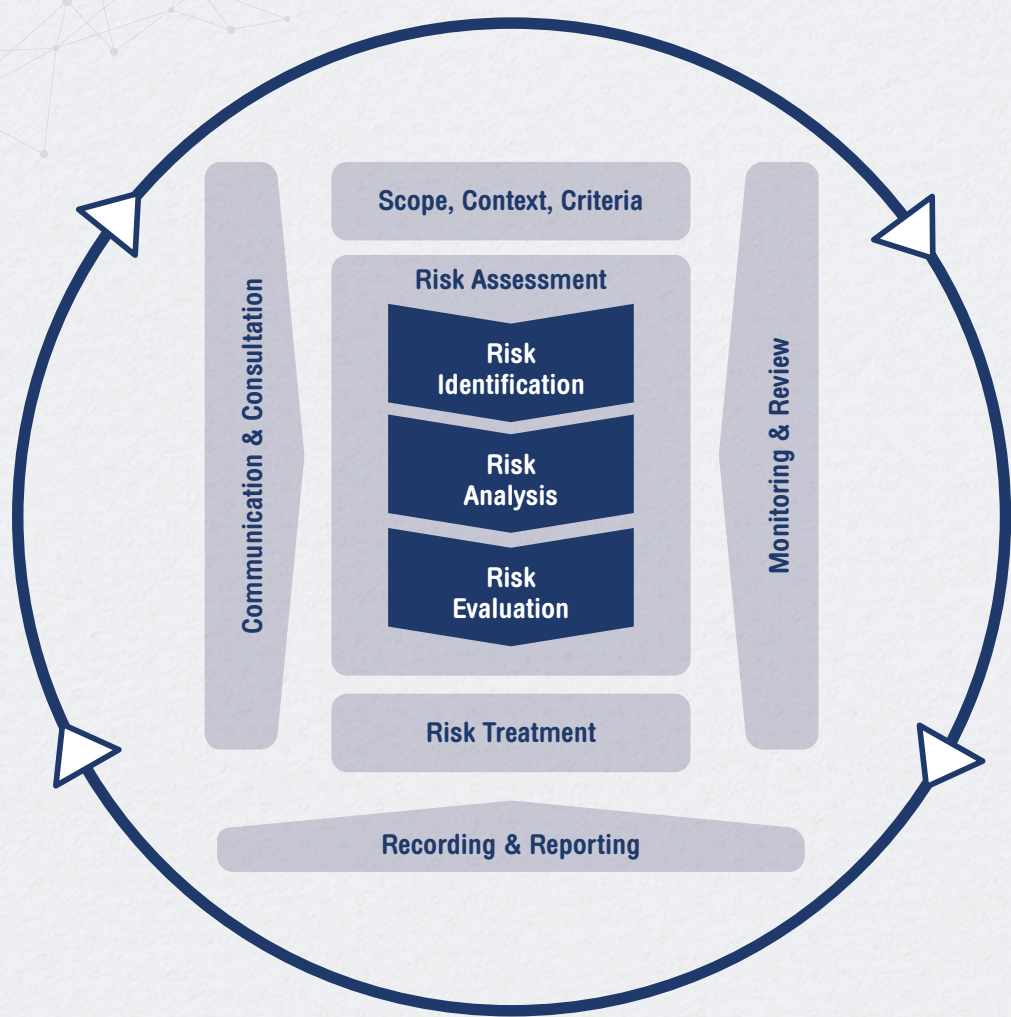 Scope, Context, Criteria
Risk Assessment
Risk
Identification
Risk
Analysis
Risk
Evaluation
Risk Treatment
Recording & Reporting
Communication & Consultation
Monitoring & Review